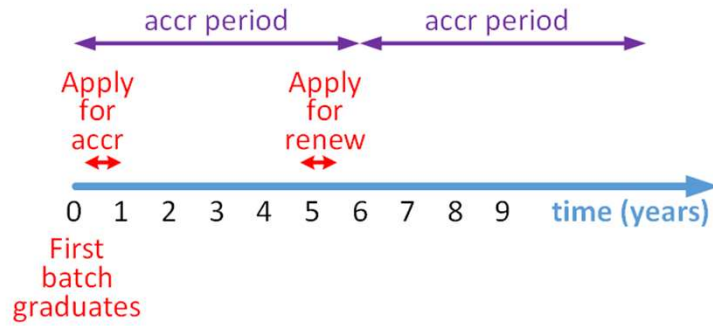 accr period accr period
Apply
for
accr
Apply
for
renew
0 1 2 3 4 5 6 7 8 9 time (years)
First
batch
graduates